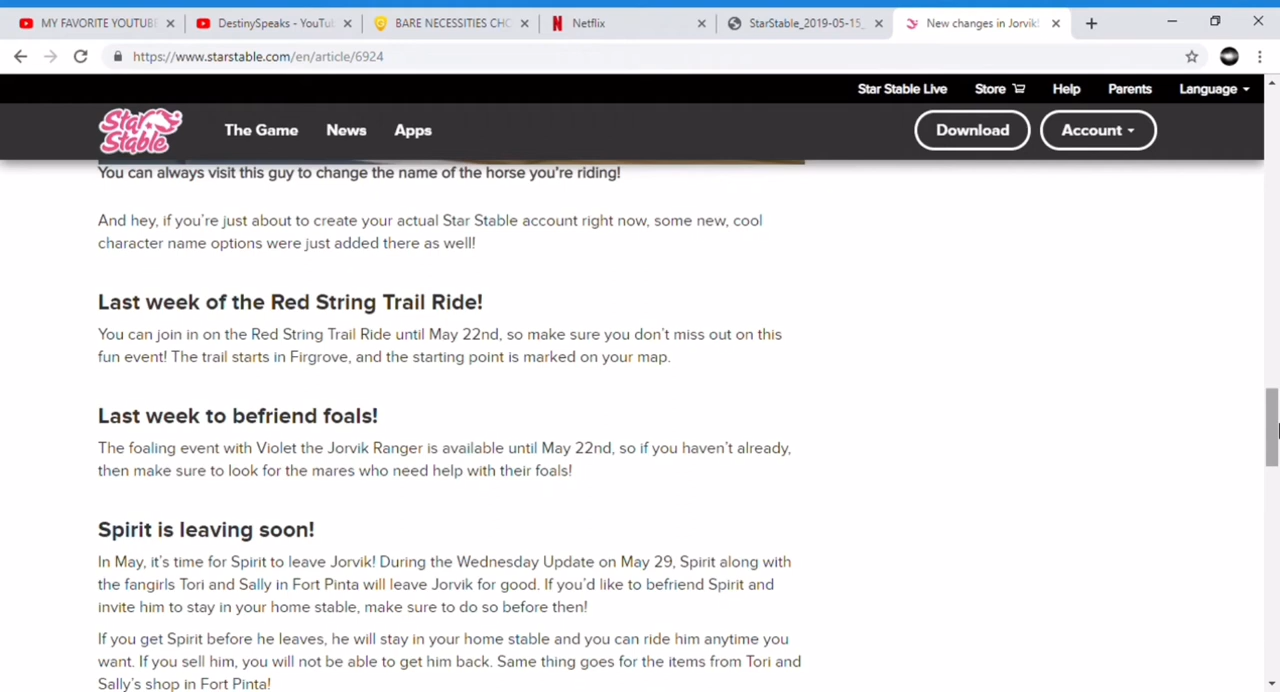 MY FAVORITE YOUTUBE
DestinySpeaks - YouTu
BARE NECESSITIES CHO
Netflix
StarStable_2019-05-15_
New changes in Jorvik!
https://www.starstable.com/en/article/6924
Star Stable Live Store Help Parents Language
Star Stable
The Game News Apps Download Account
You can always visit this guy to change the name of the horse you're riding!
And hey, if you're just about to create your actual Star Stable account right now, some new, cool
character name options were just added there as well!
Last week of the Red String Trail Ride!
You can join in on the Red String Trail Ride until May 22nd, so make sure you don't miss out on this
fun event! The trail starts in Firgrove, and the starting point is marked on your map.
Last week to befriend foals!
The foaling event with Violet the Jorvik Ranger is available until May 22nd, so if you haven't already,
then make sure to look for the mares who need help with their foals!
Spirit is leaving soon!
In May, it's time for Spirit to leave Jorvik! During the Wednesday Update on May 29, Spirit along with
the fangirls Tori and Sally in Fort Pinta will leave Jorvik for good. If you'd like to befriend Spirit and
invite him to stay in your home stable, make sure to do so before then!
If you get Spirit before he leaves, he will stay in your home stable and you can ride him anytime you
want. If you sell him, you will not be able to get him back. Same thing goes for the items from Tori and
Sally's shop in Fort Pinta!